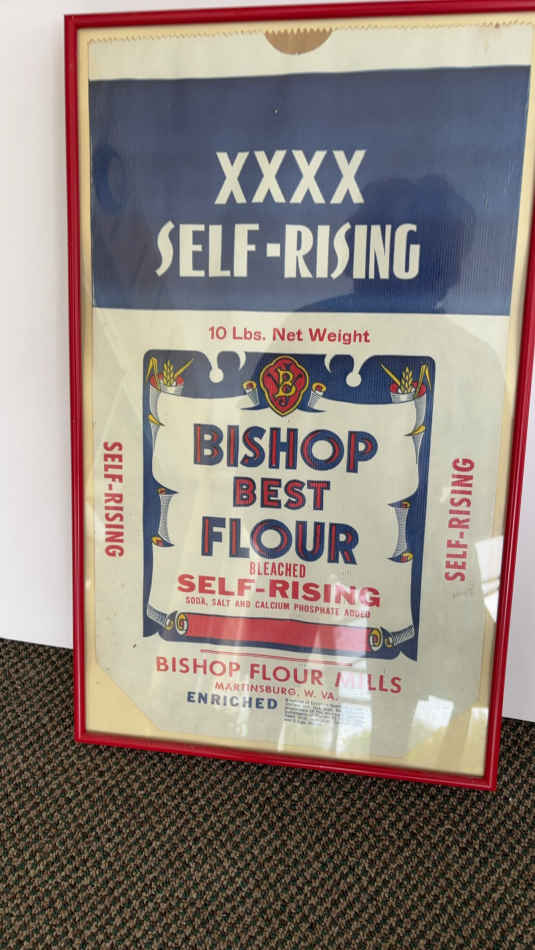 XXXX
SELF-RISING
10 Lbs. Net Weight
B
BISHOP
BEST
FLOUR
BLEACHED
SELF-RISING
SODA, SALT AND CALCIUM PHOSPHATE ADDED
SELF-RISING
SELF-RISING
BISHOP FLOUR MILLS
MARTINSBURG, W. VA.
ENRICHED